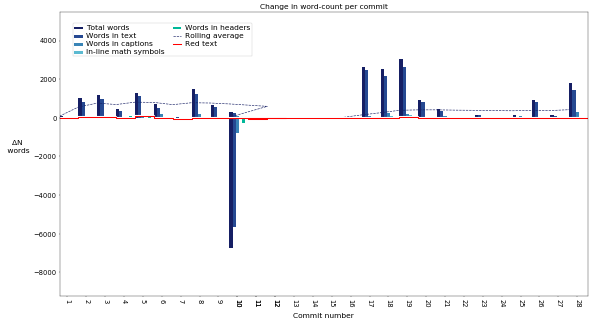 Change in word-count per commit
Total words
Words in text
Words in captions
in-line math symbols
Words in headers
Rolling average
Red text
4000
2000
0
−2000
−4000
−6000
−8000
ΔN
words
1 2 3 4 5 6 7 8 9 10 11 12 13 14 15 16 17 18 19 20 21 22 23 24 25 26 27 28
Commit number